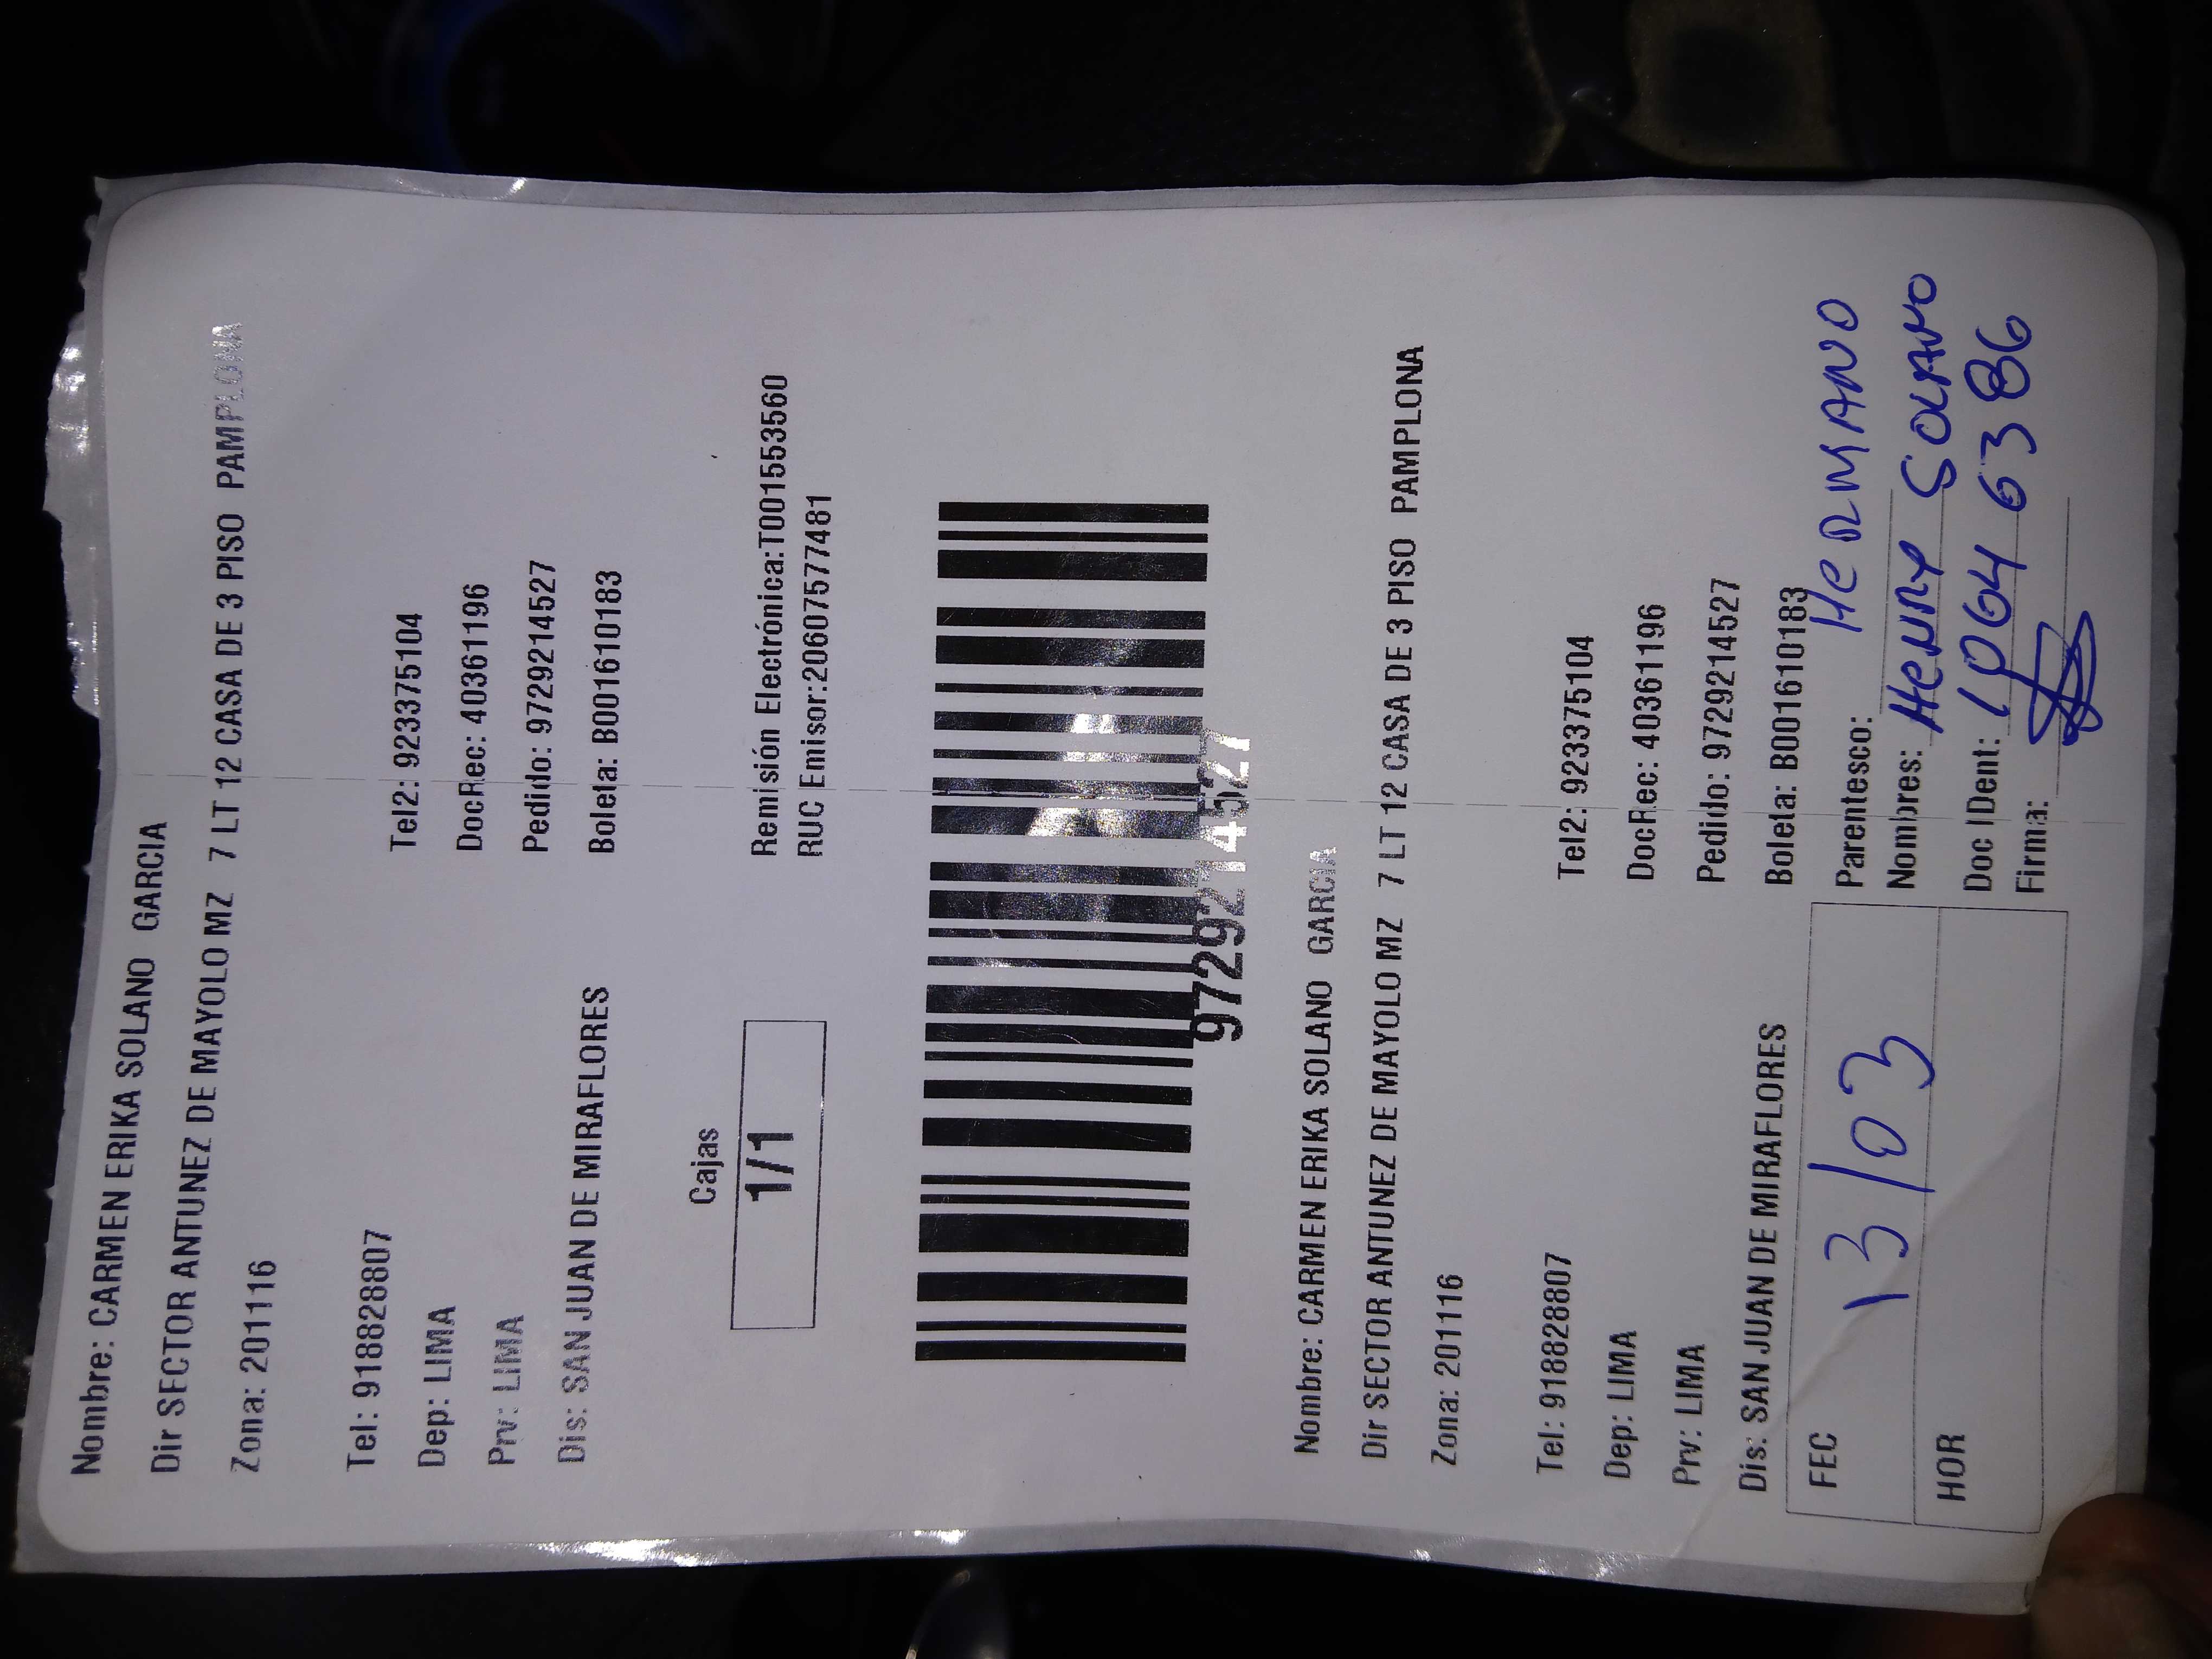 Nombre: CARMEN ERIKA SOLANO GARCIA
Dir SECTOR ANTUNEZ DE MAYOLO MZ 7 LT 12 CASA DE 3 PISO PAMPLONA
Zona: 201116
Tel: 918828807 Tel2: 923375104
Dep: LIMA DocRec: 40361196
Prv: LIMA Pedido: 9729214527
Dis: SAN JUAN DE MIRAFLORES Boleta: B001610183
Cajas
1/1
Remisión Electrónica:T001553560
RUC Emisor:20607577481
9729214527
Nombre: CARMEN ERIKA SOLANO GARCIA
Dir SECTOR ANTUNEZ DE MAYOLO MZ 7 LT 12 CASA DE 3 PISO PAMPLONA
Zona: 201116
Tel: 918828807 Tel2: 923375104
Dep: LIMA DocRec: 40361196
Prv: LIMA Pedido: 9729214527
Dis: SAN JUAN DE MIRAFLORES Boleta: B001610183
FEC 13/03
HOR
Parentesco: HERMANO
Nombres: HENRY SOLANO
Doc IDent:
Firma: